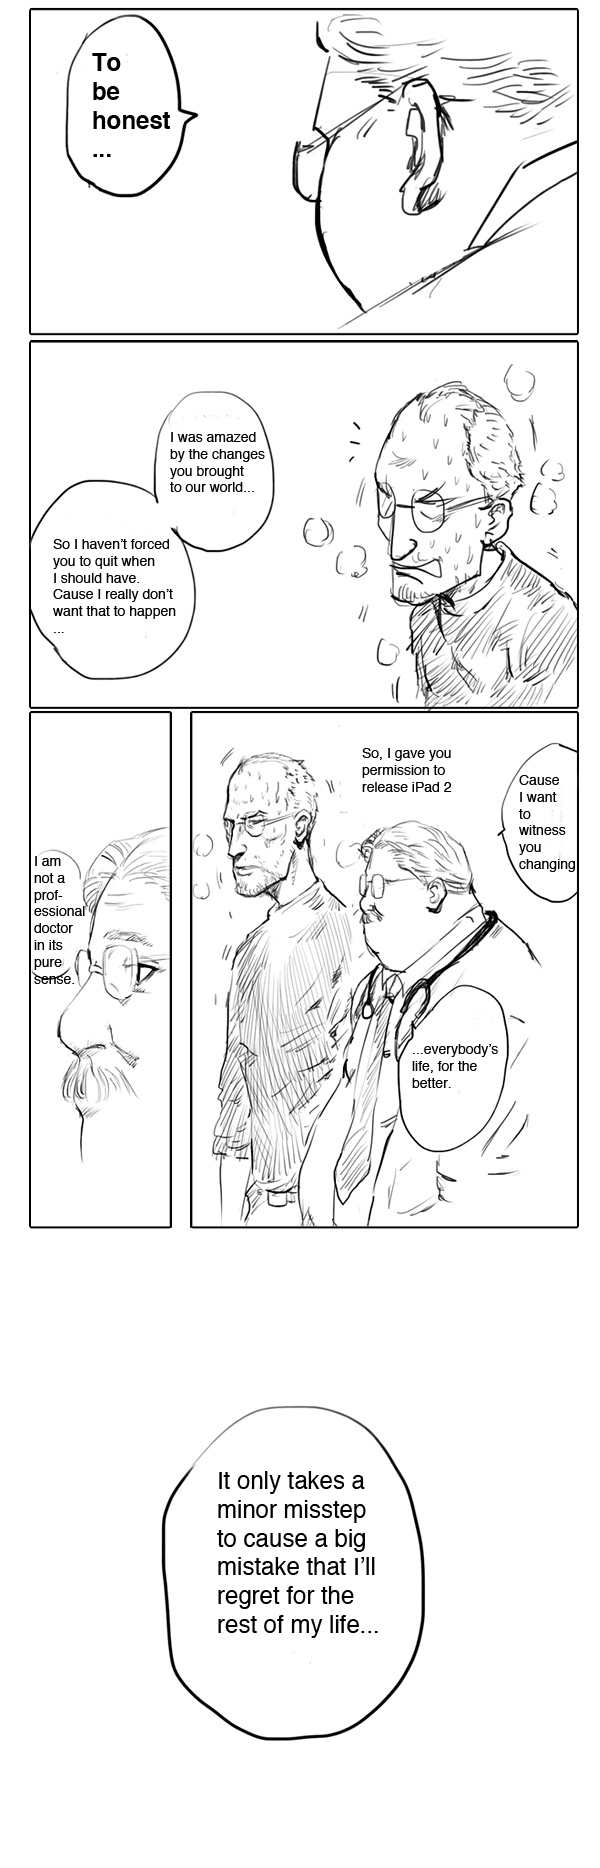 To
be
honest
...
I was amazed
by the changes
you brought
to our world...
So I haven't forced
you to quit when
I should have.
Cause I really don't
want that to happen
...
I am
not a
prof-
essional
doctor
in its
pure
sense.
So, I gave you
permission to
release iPad 2
Cause
I want
to
witness
you
changing
...everybody's
life, for the
better.
It only takes a
minor misstep
to cause a big
mistake that I'll
regret for the
rest of my life...